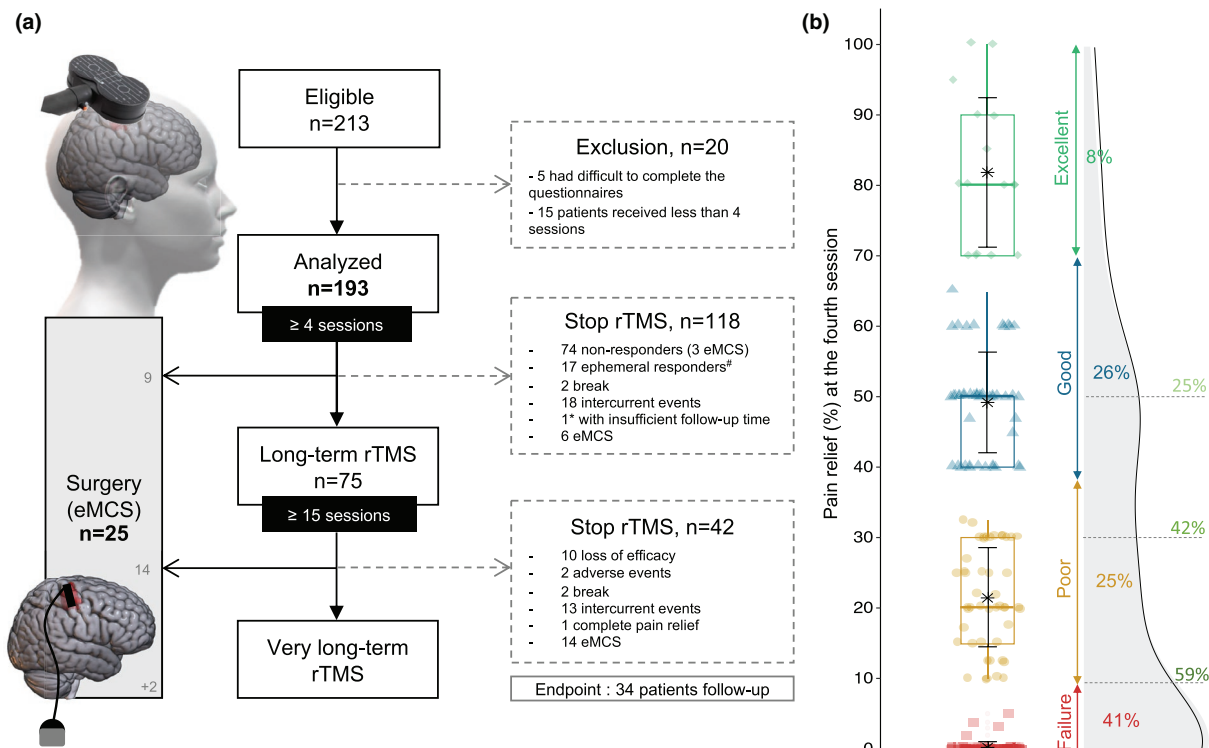 (a)
Eligible
n=213
Exclusion, n=20
- 5 had difficult to complete the
questionnaires
- 15 patients received less than 4
sessions
Analyzed
n=193
≥ 4 sessions
Stop rTMS, n=118
- 74 non-responders (3 eMCS)
- 17 ephemeral responders#
- 2 break
- 18 intercurrent events
- 1* with insufficient follow-up time
- 6 eMCS
9
Long-term rTMS
n=75
≥ 15 sessions
Surgery
(eMCS)
n=25
14
+2
Stop rTMS, n=42
- 10 loss of efficacy
- 2 adverse events
- 2 break
- 13 intercurrent events
- 1 complete pain relief
- 14 eMCS
Very long-term
rTMS
Endpoint : 34 patients follow-up
(b)
Pain relief (%) at the fourth session
100
90
80
70
60
50
40
30
20
10
0
Excellent
8%
Good
26%
25%
Poor
25%
42%
59%
Failure
41%